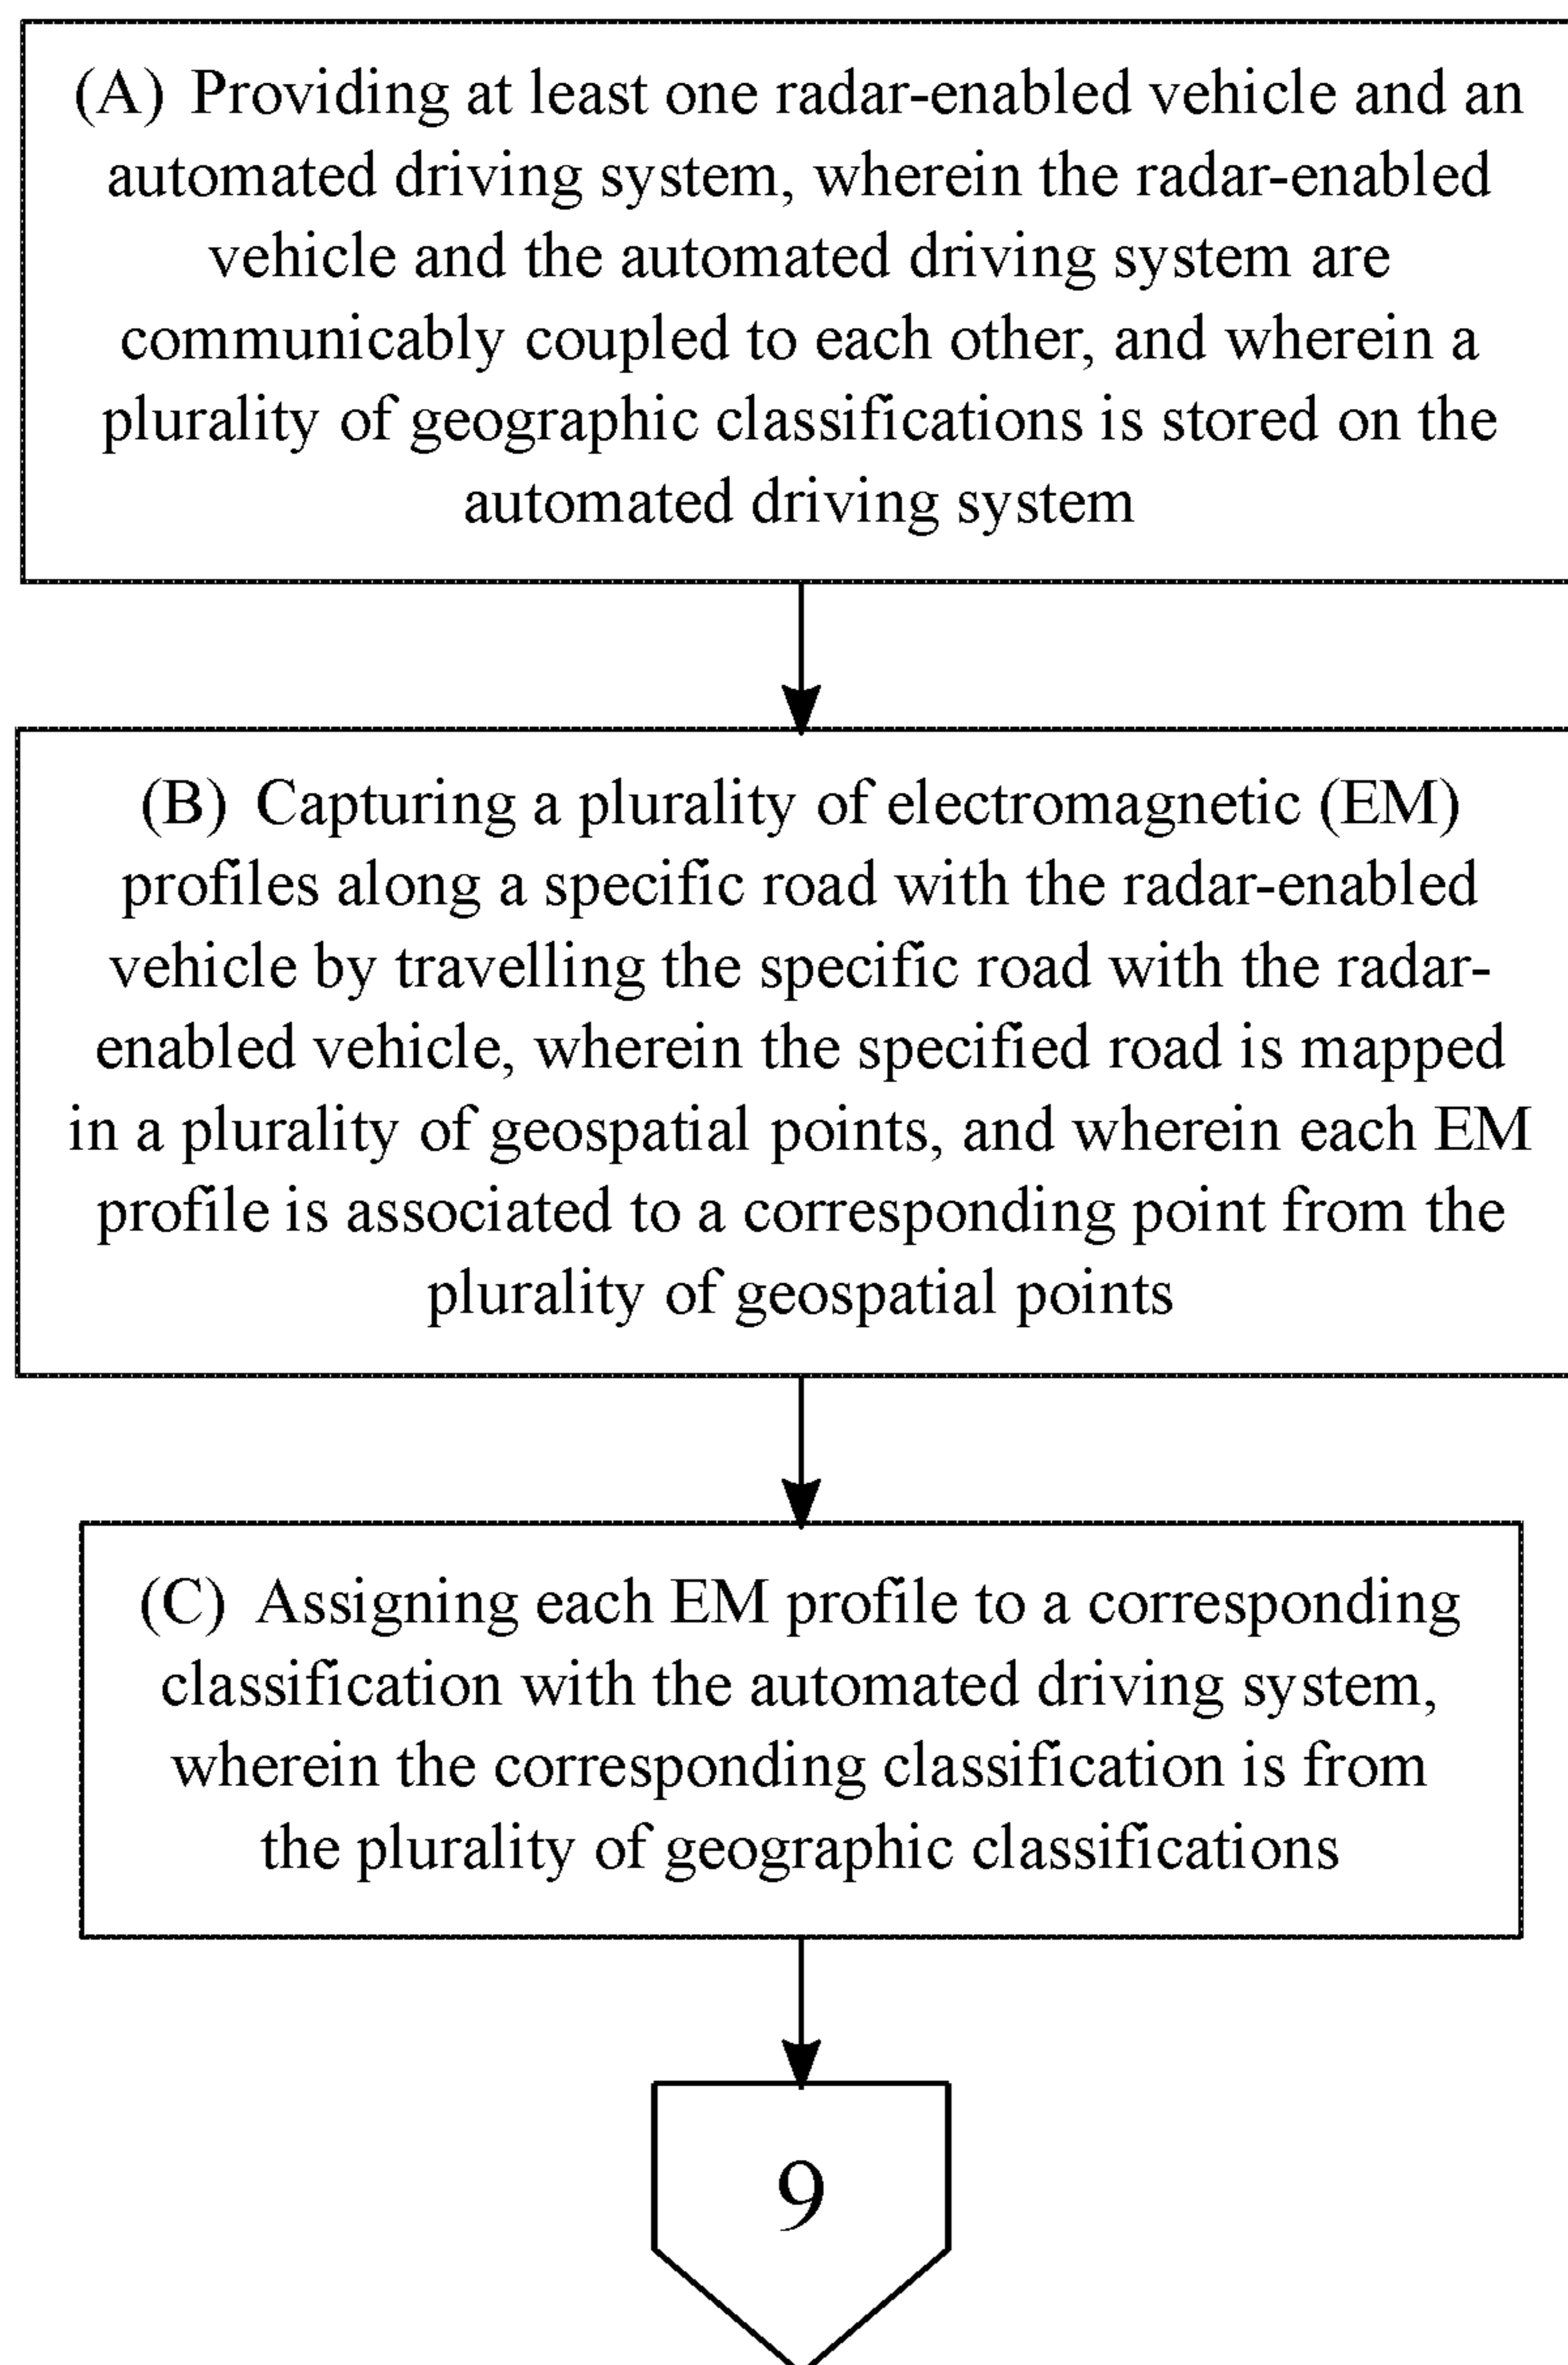 (A) Providing at least one radar-enabled vehicle and an
automated driving system, wherein the radar-enabled
vehicle and the automated driving system are
communicably coupled to each other, and wherein a
plurality of geographic classifications is stored on the
automated driving system
(B) Capturing a plurality of electromagnetic (EM)
profiles along a specific road with the radar-enabled
vehicle by travelling the specific road with the radar-
enabled vehicle, wherein the specified road is mapped
in a plurality of geospatial points, and wherein each EM
profile is associated to a corresponding point from the
plurality of geospatial points
(C) Assigning each EM profile to a corresponding
classification with the automated driving system,
wherein the corresponding classification is from
the plurality of geographic classifications
9